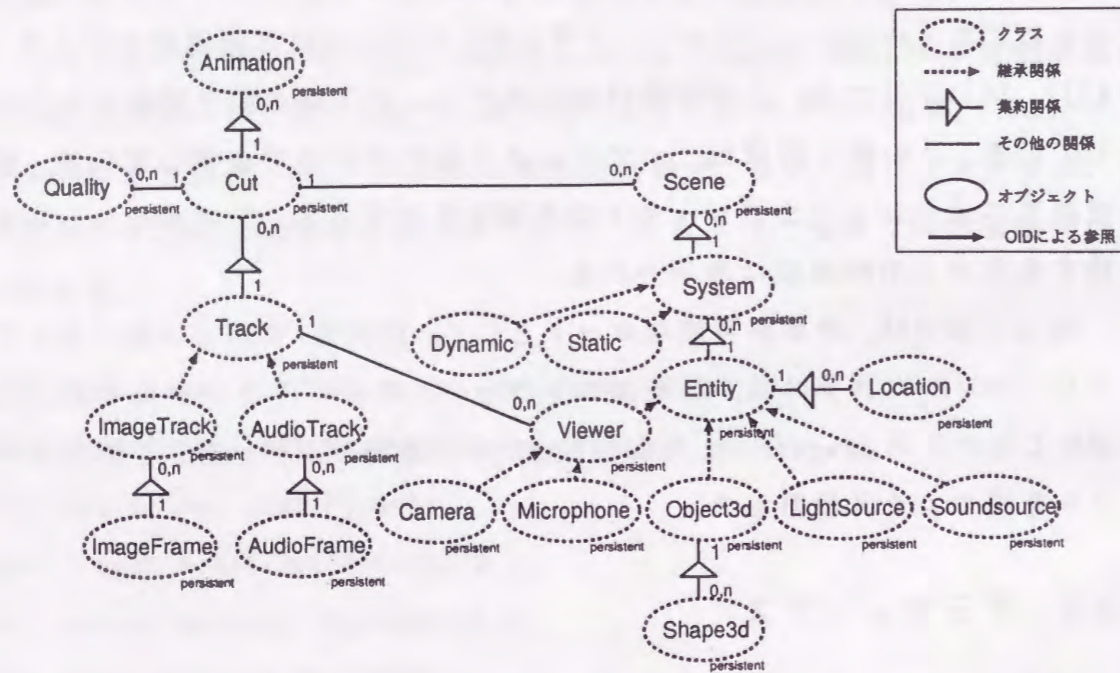 Animation
persistent
0,n
1
Quality
persistent
0,n
1
Cut
persistent
1
0,n
Scene
persistent
0,n
1
System
persistent
0,n
1
Dynamic
Static
persistent
0,n
1
Track
persistent
1
0,n
Viewer
persistent
Entity
persistent
1
0,n
Location
persistent
ImageTrack
persistent
0,n
1
AudioTrack
persistent
0,n
1
ImageFrame
persistent
AudioFrame
persistent
Camera
persistent
Microphone
persistent
Object3d
persistent
LightSource
persistent
Soundsource
persistent
1
0,n
Shape3d
persistent
クラス
継承関係
集約関係
その他の関係
オブジェクト
OIDによる参照